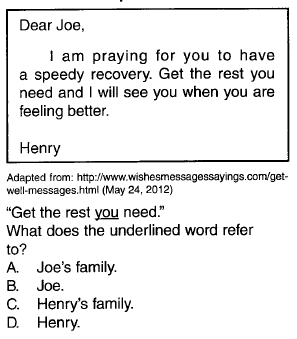 Dear Joe,
I am praying for you to have
a speedy recovery. Get the rest you
need and I will see you when you are
feeling better.
Henry
Adapted from: http://www.wishesmessagessayings.com/get-
well-messages.html (May 24, 2012)
“Get the rest you need.”
What does the underlined word refer
to?
A. Joe's family.
B. Joe.
C. Henry's family.
D. Henry.